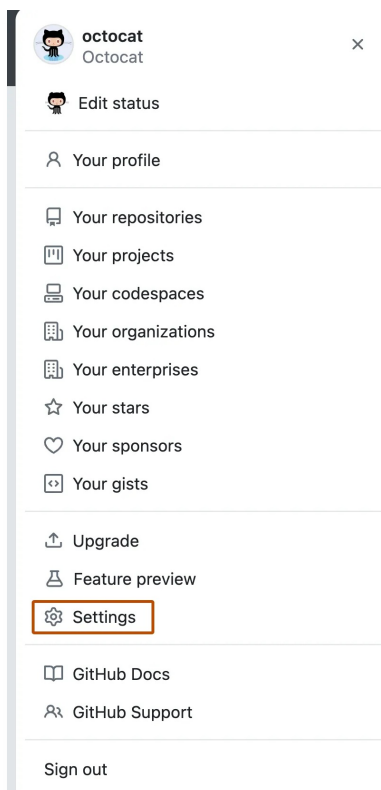 octocat
Octocat
Edit status
Your profile
Your repositories
Your projects
Your codespaces
Your organizations
Your enterprises
Your stars
Your sponsors
Your gists
Upgrade
Feature preview
Settings
GitHub Docs
GitHub Support
Sign out